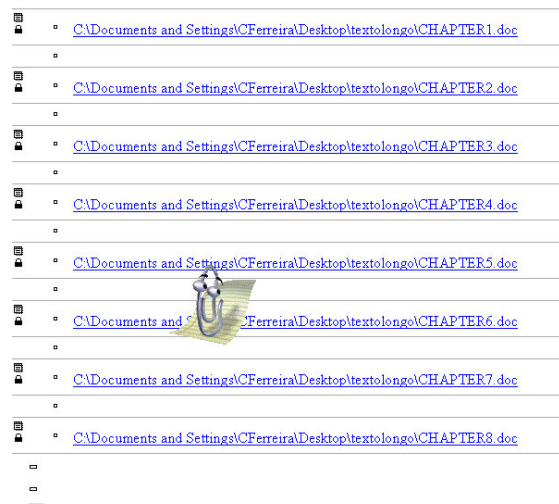 C:\Documents and Settings\CFerreira\Desktop\textolongo\CHAPTER1.doc
C:\Documents and Settings\CFerreira\Desktop\textolongo\CHAPTER2.doc
C:\Documents and Settings\CFerreira\Desktop\textolongo\CHAPTER3.doc
C:\Documents and Settings\CFerreira\Desktop\textolongo\CHAPTER4.doc
C:\Documents and Settings\CFerreira\Desktop\textolongo\CHAPTER5.doc
C:\Documents and CFerreira\Desktop\textolongo\CHAPTER6.doc
C:\Documents and Settings\CFerreira\Desktop\textolongo\CHAPTER7.doc
C:\Documents and Settings\CFerreira\Desktop\textolongo\CHAPTER8.doc